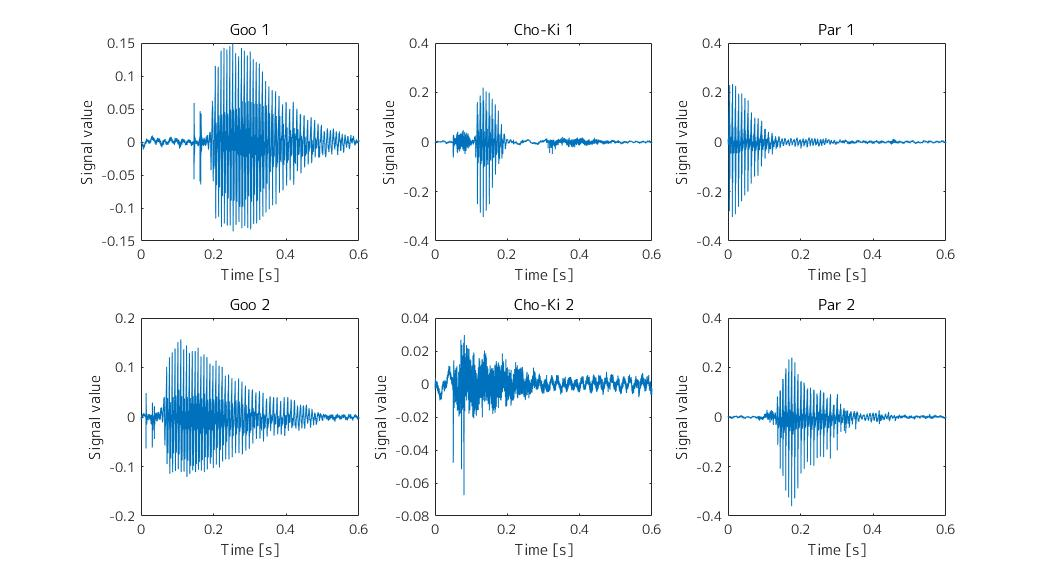 Goo 1
Cho-Ki 1
Par 1
0.15
0.1
0.05
0
-0.05
-0.1
-0.15
Signal value
0 0.2 0.4 0.6
Time [s]
0.4
0.2
0
-0.2
-0.4
Signal value
0 0.2 0.4 0.6
Time [s]
0.4
0.2
0
-0.2
-0.4
Signal value
0 0.2 0.4 0.6
Time [s]
Goo 2
Cho-Ki 2
Par 2
0.2
0.1
0
-0.1
-0.2
Signal value
0 0.2 0.4 0.6
Time [s]
0.04
0.02
0
-0.02
-0.04
-0.06
-0.08
Signal value
0 0.2 0.4 0.6
Time [s]
0.4
0.2
0
-0.2
-0.4
Signal value
0 0.2 0.4 0.6
Time [s]